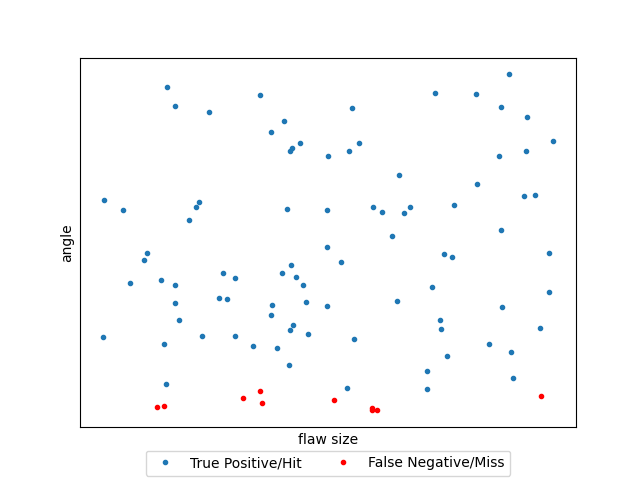 angle
flaw size
True Positive/Hit
False Negative/Miss